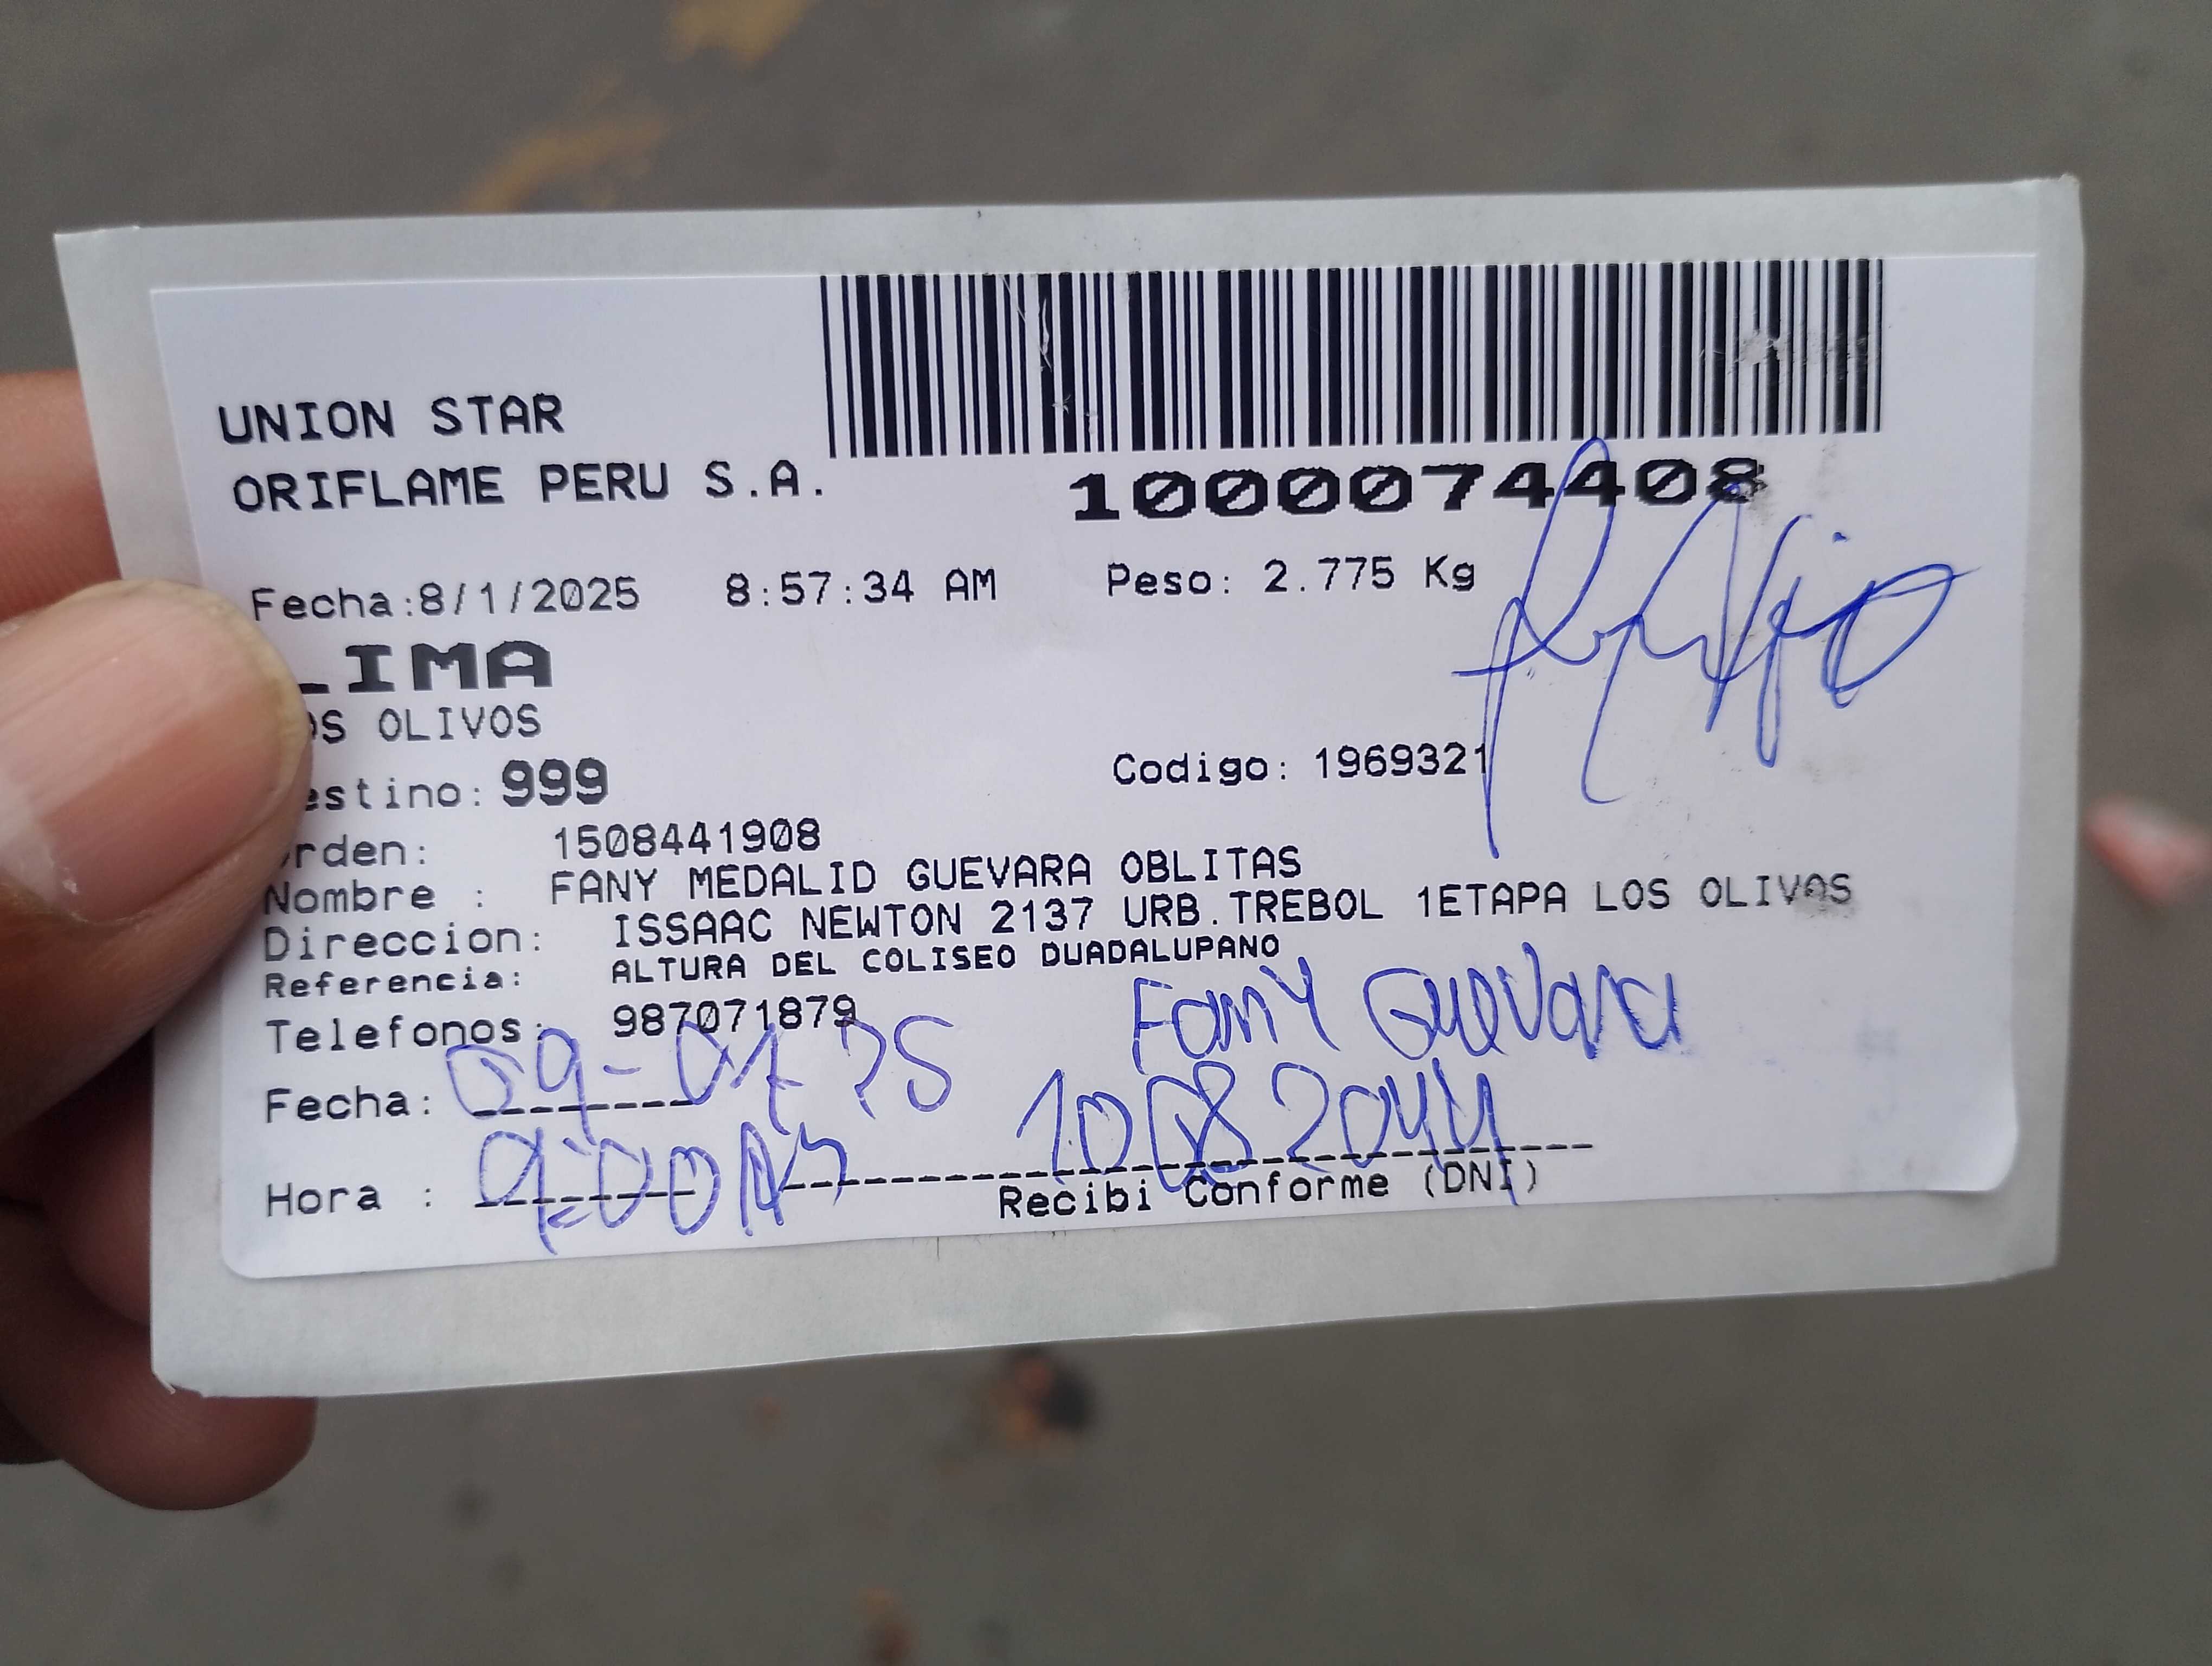 UNION STAR
ORIFLAME PERU S.A.
1000074408
Fecha:8/1/2025 8:57:34 AM Peso: 2.775 Kg
LIMA
OS OLIVOS
estino: 999 Codigo: 1969321
rden: 1508441908
Nombre : FANY MEDALID GUEVARA OBLITAS
Direccion: ISSAAC NEWTON 2137 URB.TREBOL 1ETAPA LOS OLIVOS
Referencia: ALTURA DEL COLISEO DUADALUPANO
Telefonos: 987071879
Fany Guevara
Fecha: 09-01 25
Hora : 9:00 AM
Recibi Conforme (DNI)